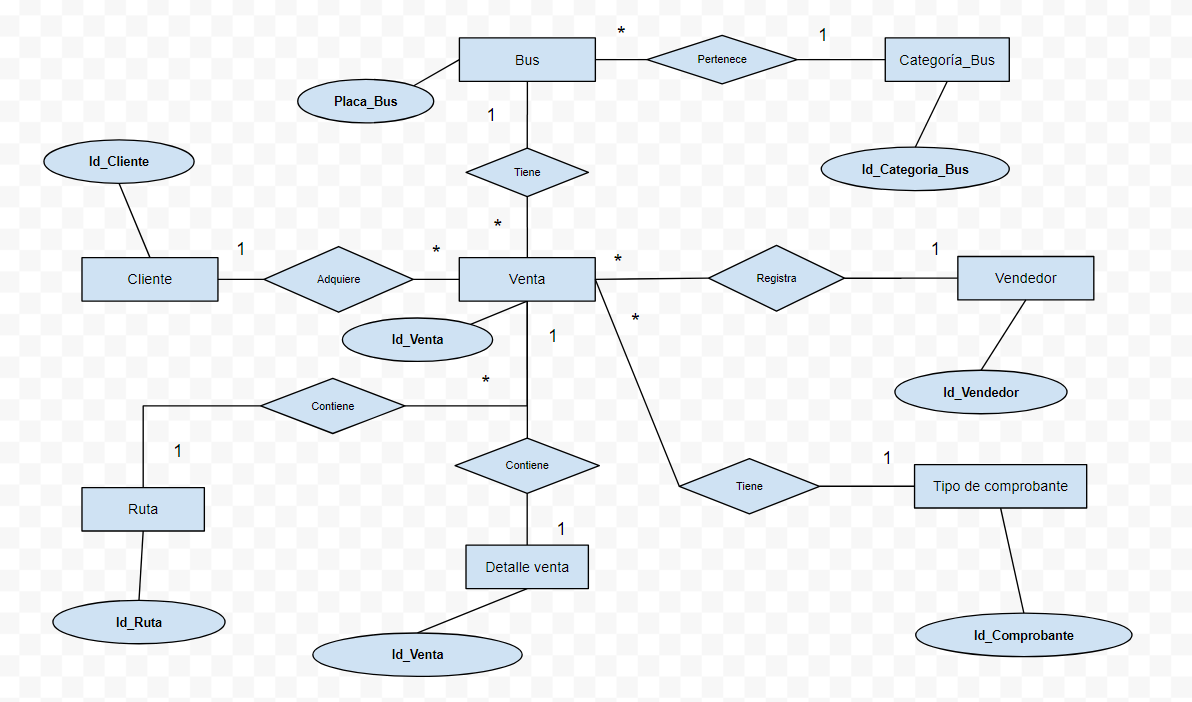 *
1
Bus
Pertenece
Categoría_Bus
Placa_Bus
1
Id_Cliente
Tiene
Id_Categoria_Bus
*
1
*
*
1
Cliente
Adquiere
Venta
Registra
Vendedor
*
Id_Venta
1
*
Id_Vendedor
Contiene
1
1
Contiene
Tiene
Tipo de comprobante
Ruta
1
Detalle venta
Id_Ruta
Id_Comprobante
Id_Venta